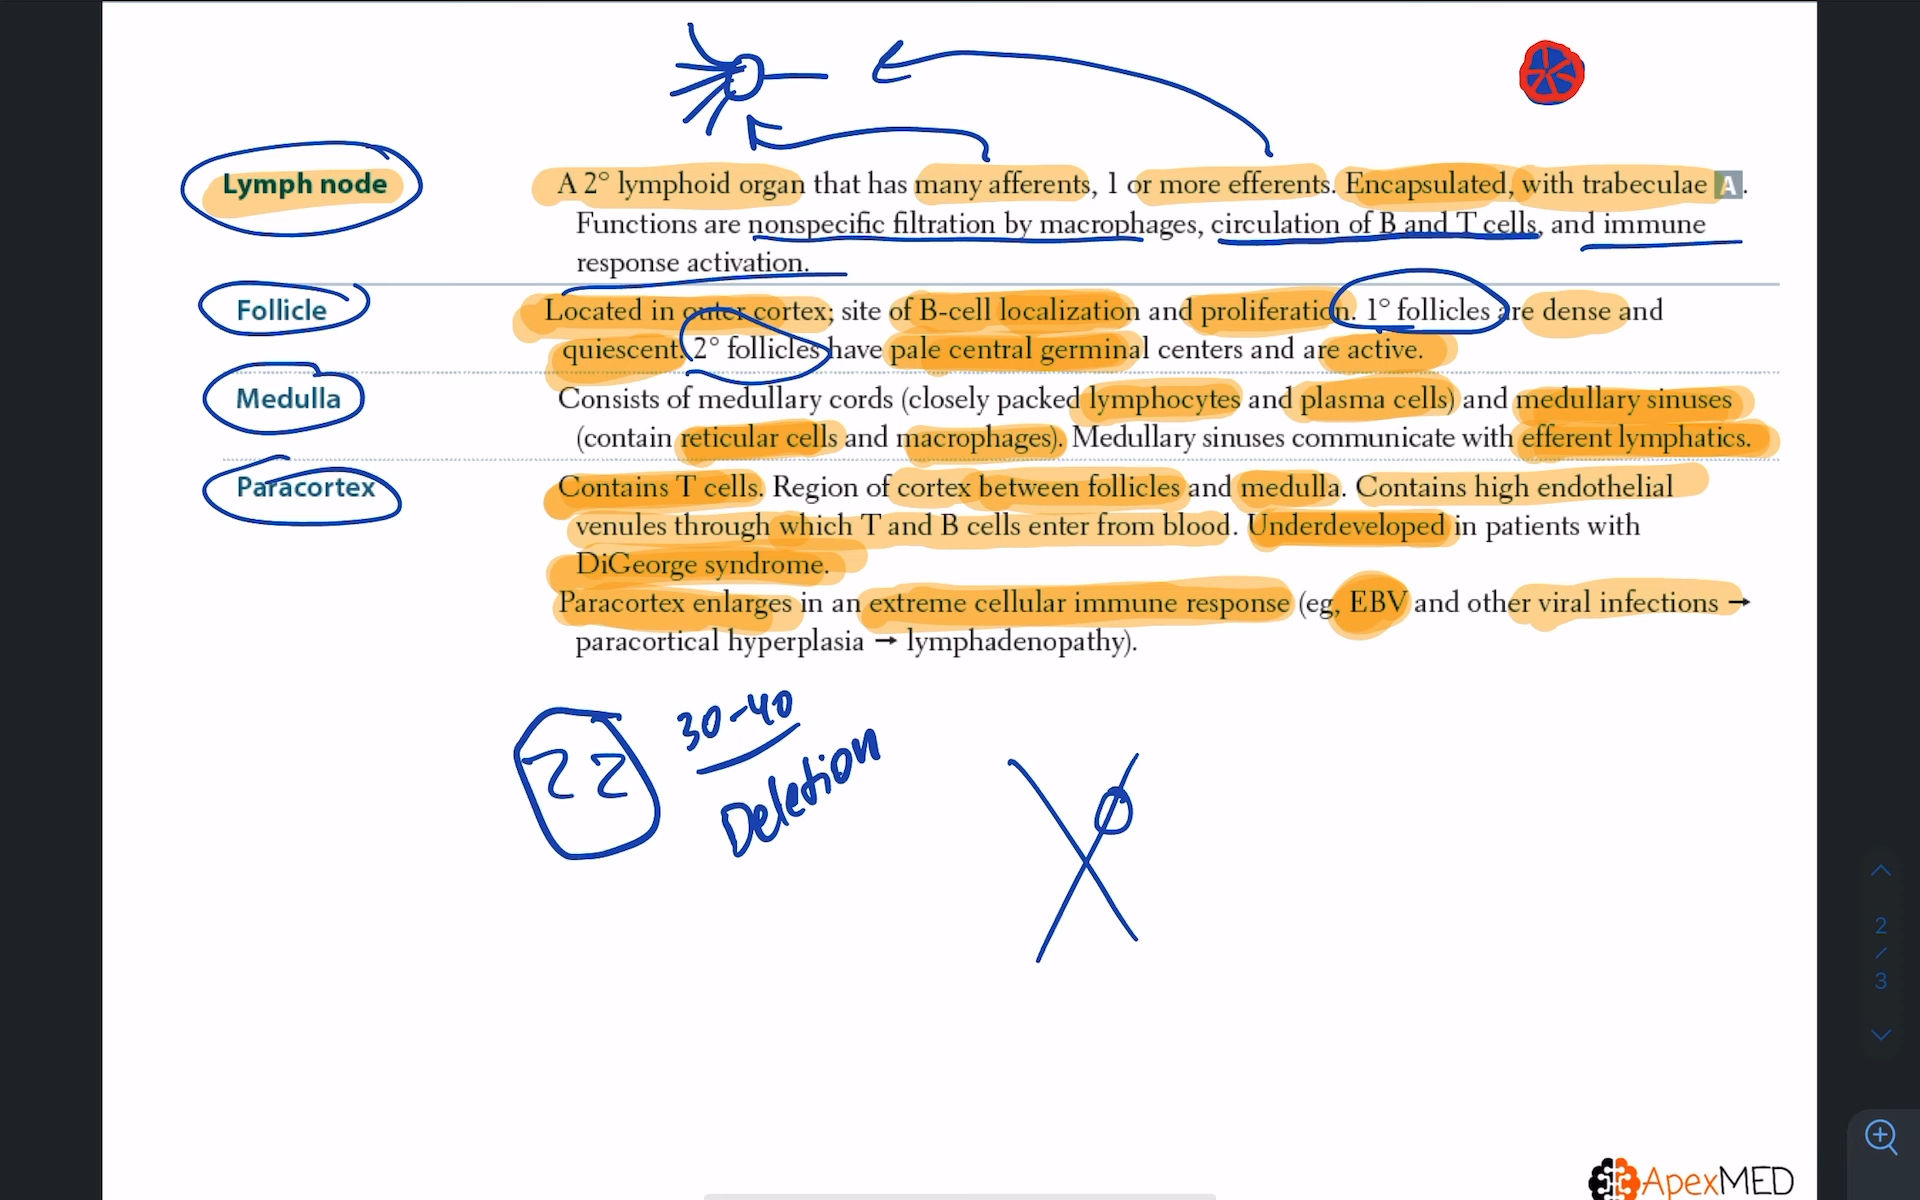 Lymph node
A 2° lymphoid organ that has many afferents, 1 or more efferents. Encapsulated, with trabeculae A.
Functions are nonspecific filtration by macrophages, circulation of B and T cells, and immune
response activation.
Follicle
Located in outer cortex; site of B-cell localization and proliferation. 1° follicles are dense and
quiescent. 2° follicles have pale central germinal centers and are active.
Medulla
Consists of medullary cords (closely packed lymphocytes and plasma cells) and medullary sinuses
(contain reticular cells and macrophages). Medullary sinuses communicate with efferent lymphatics.
Paracortex
Contains T cells. Region of cortex between follicles and medulla. Contains high endothelial
venules through which T and B cells enter from blood. Underdeveloped in patients with
DiGeorge syndrome.
Paracortex enlarges in an extreme cellular immune response (eg, EBV and other viral infections →
paracortical hyperplasia → lymphadenopathy).
22
30-40
Deletion
2
/
3
ApexMED